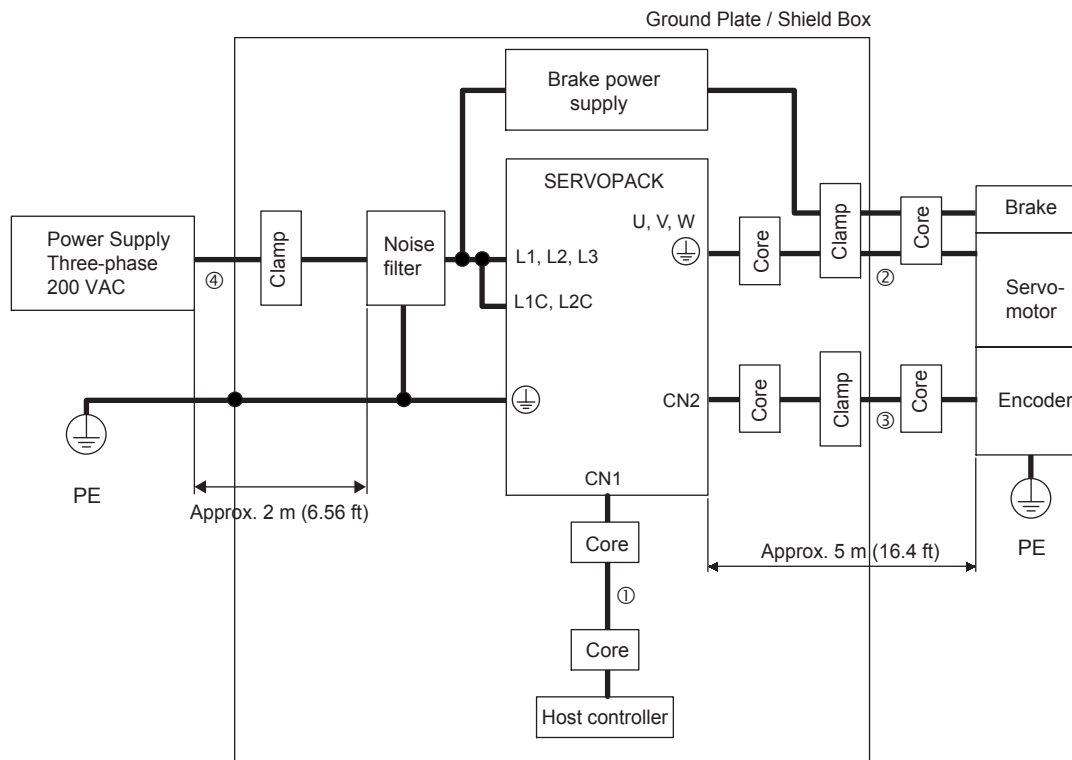 Ground Plate / Shield Box
Brake power
supply
SERVOPACK
U, V, W
Core
Clamp
Core
Brake
Power Supply
Three-phase
200 VAC
④
Clamp
Noise
filter
L1, L2, L3
L1C, L2C
②
Servo-
motor
CN2
Core
Clamp
③
Core
Encoder
PE
Approx. 2 m (6.56 ft)
CN1
Core
Approx. 5 m (16.4 ft)
PE
①
Core
Host controller